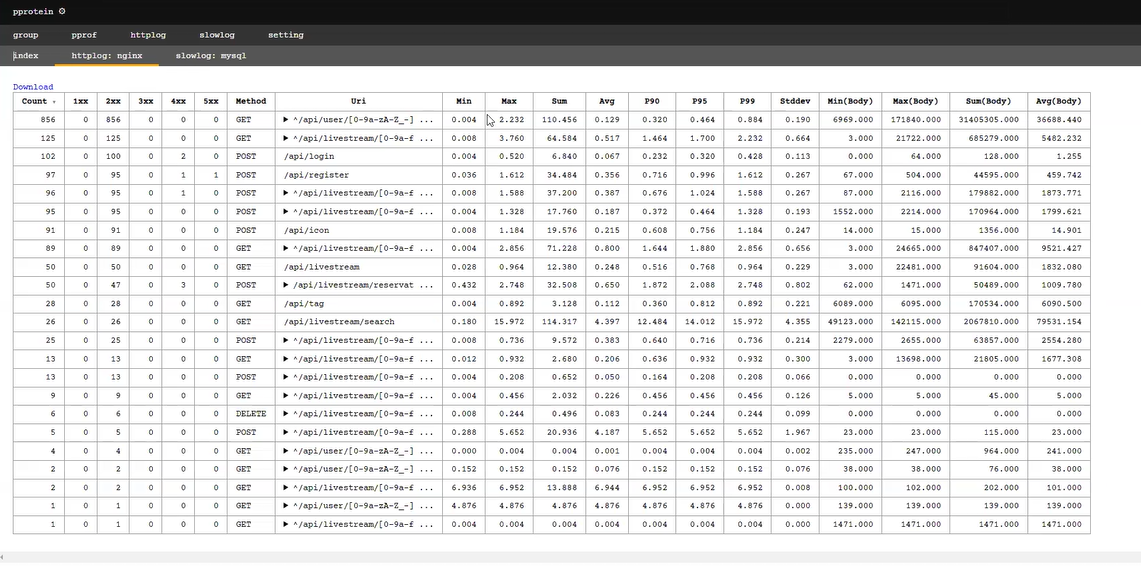 pprotein ⚙
group pprof httplog slowlog setting
index httplog: nginx slowlog: mysql
Download
Count 1xx 2xx 3xx 4xx 5xx Method Uri Min Max Sum Avg P90 P95 P99 Stddev Min(Body) Max(Body) Sum(Body) Avg(Body)
856 0 856 0 0 0 GET ▶ ^/api/user/[0-9a-zA-Z_-] ... 0.004 2.232 110.456 0.129 0.320 0.464 0.884 0.190 6969.000 171840.000 31405305.000 36688.440
125 0 125 0 0 0 GET ▶ ^/api/livestream/[0-9a-f ... 0.008 3.760 64.584 0.517 1.464 1.700 2.232 0.664 3.000 21722.000 685279.000 5482.232
102 0 100 0 2 0 POST /api/login 0.004 0.520 6.840 0.067 0.232 0.320 0.428 0.113 0.000 64.000 128.000 1.255
97 0 95 0 1 1 POST /api/register 0.036 1.612 34.484 0.356 0.716 0.996 1.612 0.267 67.000 504.000 44595.000 459.742
96 0 95 0 1 0 POST ▶ ^/api/livestream/[0-9a-f ... 0.008 1.588 37.200 0.387 0.676 1.024 1.588 0.267 87.000 2116.000 179882.000 1873.771
95 0 95 0 0 0 POST ▶ ^/api/livestream/[0-9a-f ... 0.004 1.328 17.760 0.187 0.372 0.464 1.328 0.193 1552.000 2214.000 170964.000 1799.621
91 0 91 0 0 0 POST /api/icon 0.008 1.184 19.576 0.215 0.608 0.756 1.184 0.247 14.000 15.000 1356.000 14.901
89 0 89 0 0 0 GET ▶ ^/api/livestream/[0-9a-f ... 0.004 2.856 71.228 0.800 1.644 1.880 2.856 0.656 3.000 24665.000 847407.000 9521.427
50 0 50 0 0 0 GET /api/livestream 0.028 0.964 12.380 0.248 0.516 0.768 0.964 0.229 3.000 22481.000 91604.000 1832.080
50 0 47 0 3 0 POST ▶ /api/livestream/reservat ... 0.432 2.748 32.508 0.650 1.872 2.088 2.748 0.802 62.000 1471.000 50489.000 1009.780
28 0 28 0 0 0 GET /api/tag 0.004 0.892 3.128 0.112 0.360 0.812 0.892 0.221 6089.000 6095.000 170534.000 6090.500
26 0 26 0 0 0 GET /api/livestream/search 0.180 15.972 114.317 4.397 12.484 14.012 15.972 4.355 49123.000 142115.000 2067810.000 79531.154
25 0 25 0 0 0 POST ▶ ^/api/livestream/[0-9a-f ... 0.008 0.736 9.572 0.383 0.640 0.716 0.736 0.214 2279.000 2655.000 63857.000 2554.280
13 0 13 0 0 0 GET ▶ ^/api/livestream/[0-9a-f ... 0.012 0.932 2.680 0.206 0.636 0.932 0.932 0.300 3.000 13698.000 21805.000 1677.308
13 0 13 0 0 0 POST ▶ ^/api/livestream/[0-9a-f ... 0.004 0.208 0.652 0.050 0.164 0.208 0.208 0.066 0.000 0.000 0.000 0.000
9 0 9 0 0 0 GET ▶ ^/api/livestream/[0-9a-f ... 0.004 0.456 2.032 0.226 0.456 0.456 0.456 0.126 5.000 5.000 45.000 5.000
6 0 6 0 0 0 DELETE ▶ ^/api/livestream/[0-9a-f ... 0.008 0.244 0.496 0.083 0.244 0.244 0.244 0.099 0.000 0.000 0.000 0.000
5 0 5 0 0 0 POST ▶ ^/api/livestream/[0-9a-f ... 0.288 5.652 20.936 4.187 5.652 5.652 5.652 1.967 23.000 23.000 115.000 23.000
4 0 4 0 0 0 GET ▶ ^/api/user/[0-9a-zA-Z_-] ... 0.000 0.004 0.004 0.001 0.004 0.004 0.004 0.002 235.000 247.000 964.000 241.000
2 0 2 0 0 0 GET ▶ ^/api/user/[0-9a-zA-Z_-] ... 0.152 0.152 0.152 0.076 0.152 0.152 0.152 0.076 38.000 38.000 76.000 38.000
2 0 2 0 0 0 GET ▶ ^/api/livestream/[0-9a-f ... 6.936 6.952 13.888 6.944 6.952 6.952 6.952 0.008 100.000 102.000 202.000 101.000
1 0 1 0 0 0 GET ▶ ^/api/user/[0-9a-zA-Z_-] ... 4.876 4.876 4.876 4.876 4.876 4.876 4.876 0.000 139.000 139.000 139.000 139.000
1 0 1 0 0 0 GET ▶ ^/api/livestream/[0-9a-f ... 0.004 0.004 0.004 0.004 0.004 0.004 0.004 0.000 1471.000 1471.000 1471.000 1471.000